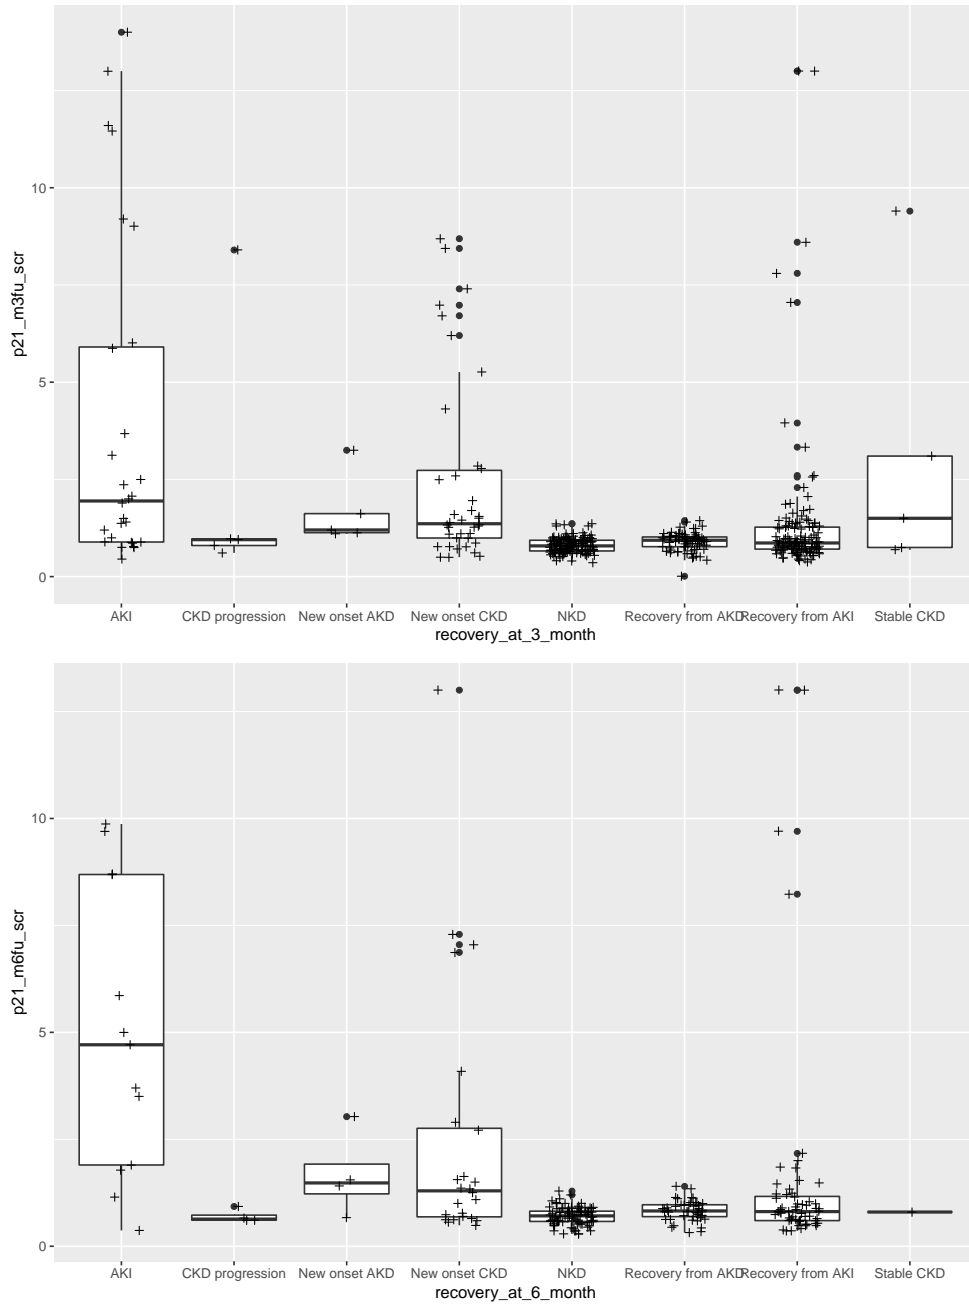 10
5
0
p21_m3fu_scr
AKI CKD progression New onset AKD New onset CKD NKD Recovery from AKD Recovery from AKI Stable CKD
recovery_at_3_month
10
5
0
p21_m6fu_scr
AKI CKD progression New onset AKD New onset CKD NKD Recovery from AKD Recovery from AKI Stable CKD
recovery_at_6_month